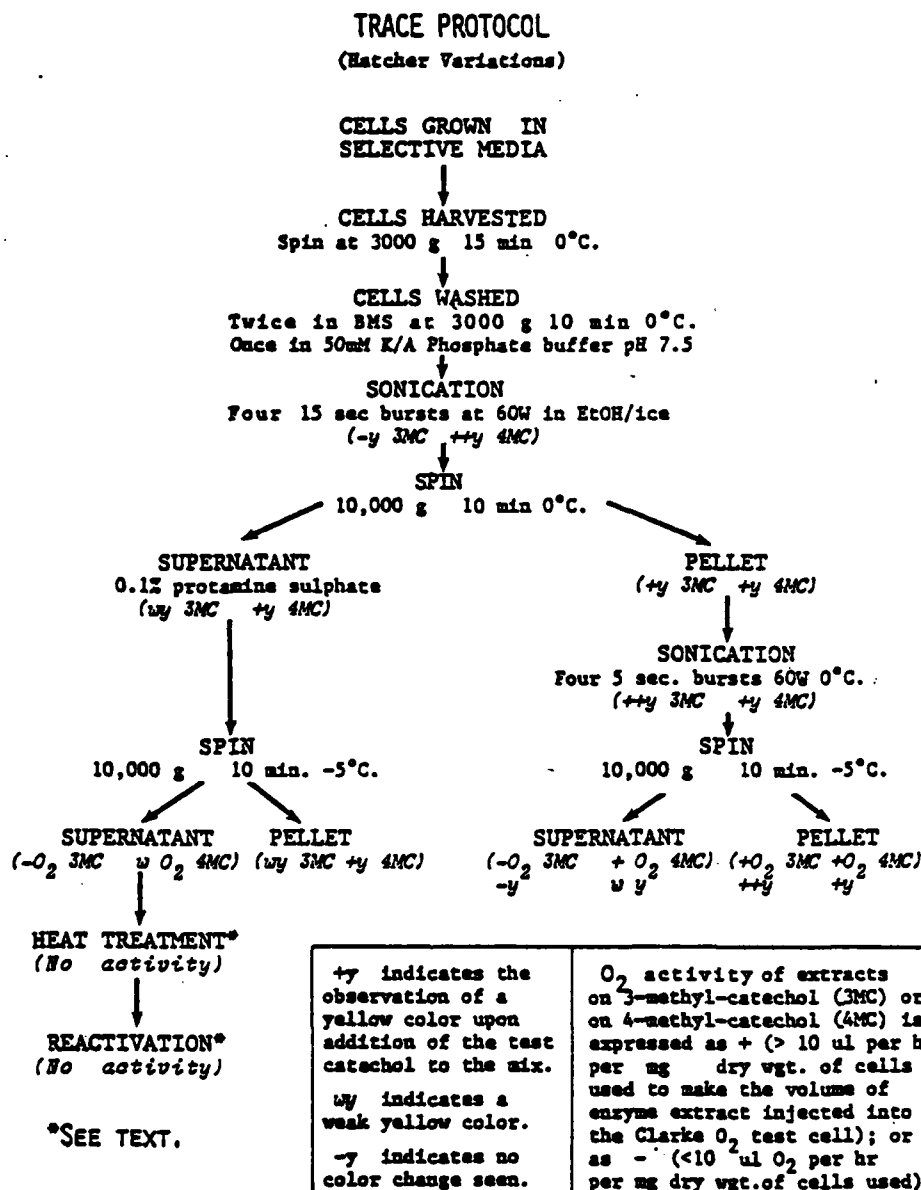 TRACE PROTOCOL
(Hatcher Variations)
CELLS GROWN IN
SELECTIVE MEDIA
CELLS HARVESTED
Spin at 3000 g 15 min 0°C.
CELLS WASHED
Twice in BMS at 3000 g 10 min 0°C.
Once in 50mM K/A Phosphate buffer pH 7.5
SONICATION
Four 15 sec bursts at 60W in EtOH/ice
(-y 3MC ++y 4MC)
SPIN
10,000 g 10 min 0°C.
SUPERNATANT
0.1% protamine sulphate
(wy 3MC +y 4MC)
PELLET
(+y 3MC +y 4MC)
SONICATION
Four 5 sec. bursts 60W 0°C.
(++y 3MC +y 4MC)
SPIN
10,000 g 10 min. -5°C.
SPIN
10,000 g 10 min. -5°C.
SUPERNATANT PELLET
(-O2 3MC w O2 4MC) (wy 3MC +y 4MC)
SUPERNATANT PELLET
(-O2 3MC + O2 4MC) (+O2 3MC +O2 4MC)
-y w y ++y +y
HEAT TREATMENT*
(No activity)
REACTIVATION*
(No activity)
*SEE TEXT.
+y indicates the
observation of a
yellow color upon
addition of the test
catechol to the mix.
wy indicates a
weak yellow color.
-y indicates no
color change seen.
O2 activity of extracts
on 3-methyl-catechol (3MC) or
on 4-methyl-catechol (4MC) is
expressed as + (> 10 ul per h
per mg dry wgt. of cells
used to make the volume of
enzyme extract injected into
the Clarke O2 test cell); or
as - (<10 ul O2 per hr
per mg dry wgt.of cells used)